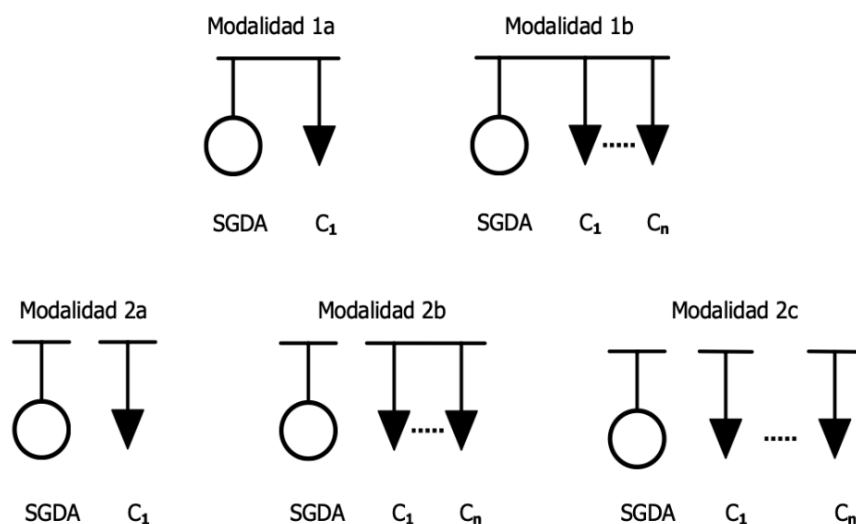 Modalidad 1a
Modalidad 1b
SGDA C₁
SGDA C₁ Cₙ
Modalidad 2a
Modalidad 2b
Modalidad 2c
SGDA C₁
SGDA C₁ Cₙ
SGDA C₁ Cₙ